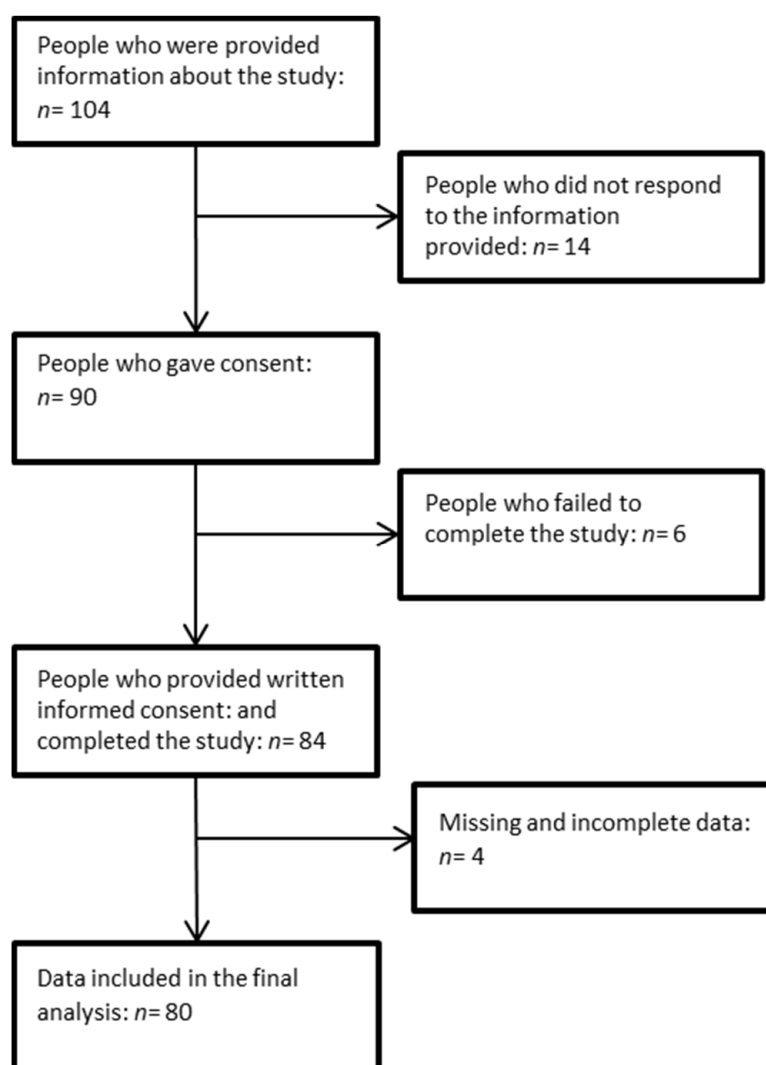 People who were provided
information about the study:
n= 104
People who did not respond
to the information
provided: n= 14
People who gave consent:
n= 90
People who failed to
complete the study: n= 6
People who provided written
informed consent: and
completed the study: n= 84
Missing and incomplete data:
n= 4
Data included in the final
analysis: n= 80